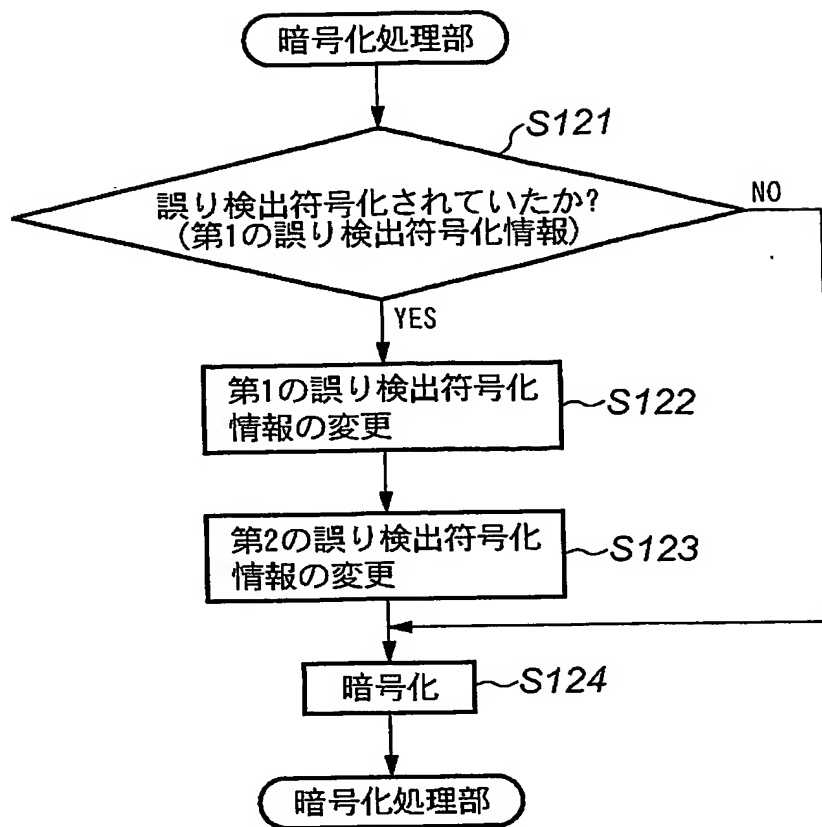 暗号化処理部
S121
誤り検出符号化されていたか?
(第1の誤り検出符号化情報)
NO
YES
第1の誤り検出符号化
情報の変更
S122
第2の誤り検出符号化
情報の変更
S123
暗号化
S124
暗号化処理部